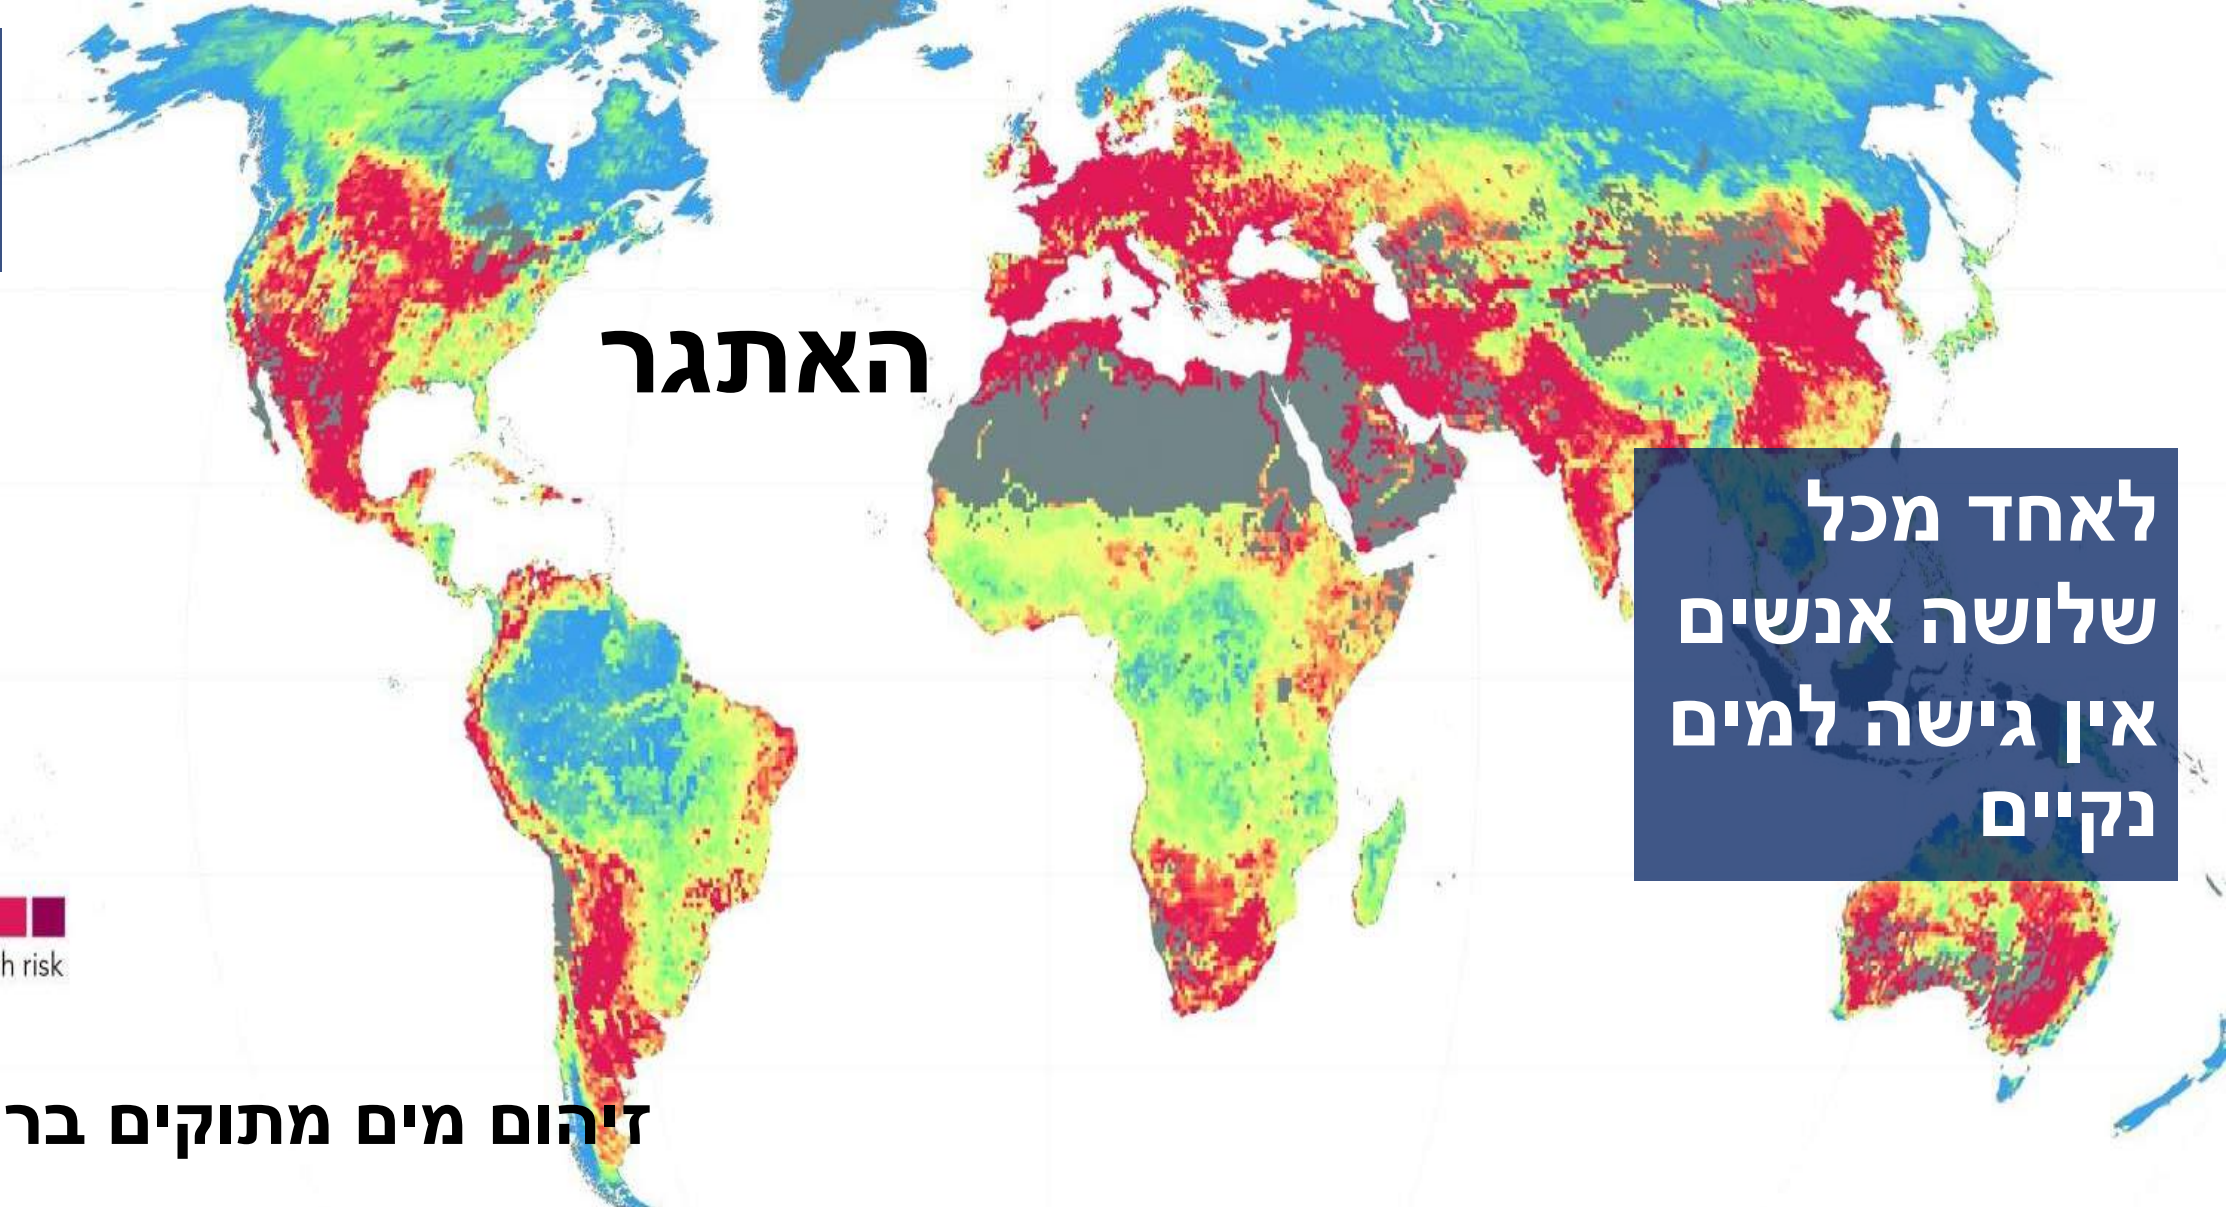 האתגר
לאחד מכל
שלושה אנשים
אין גישה למים
נקיים
h risk
זיהום מים מתוקים בר